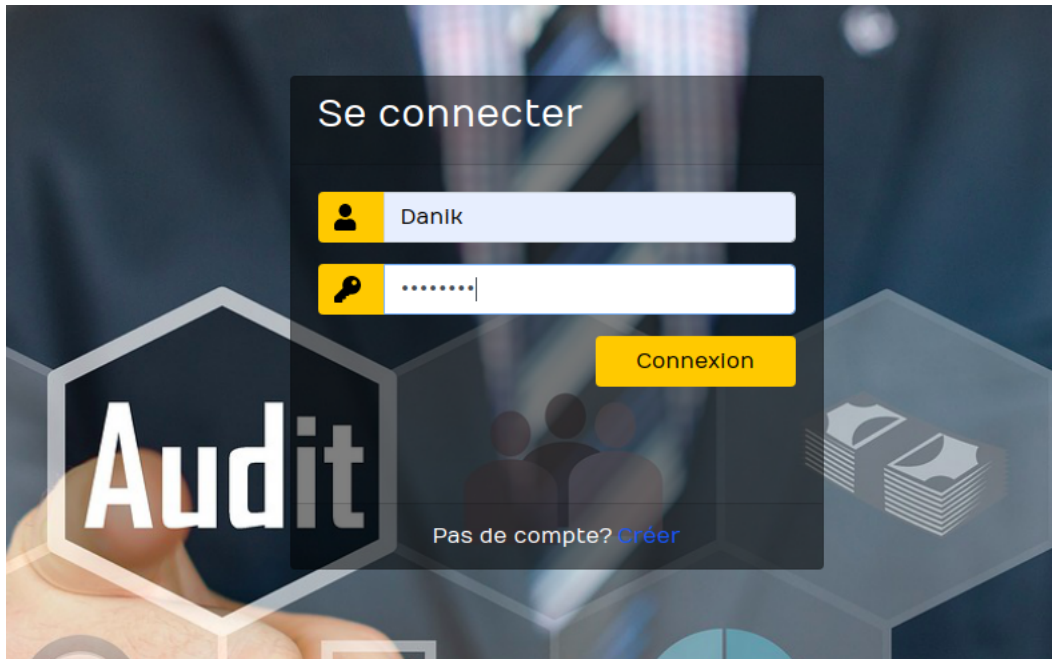 Se connecter
Danik
••••••••
Connexion
Audit
Pas de compte? Créer